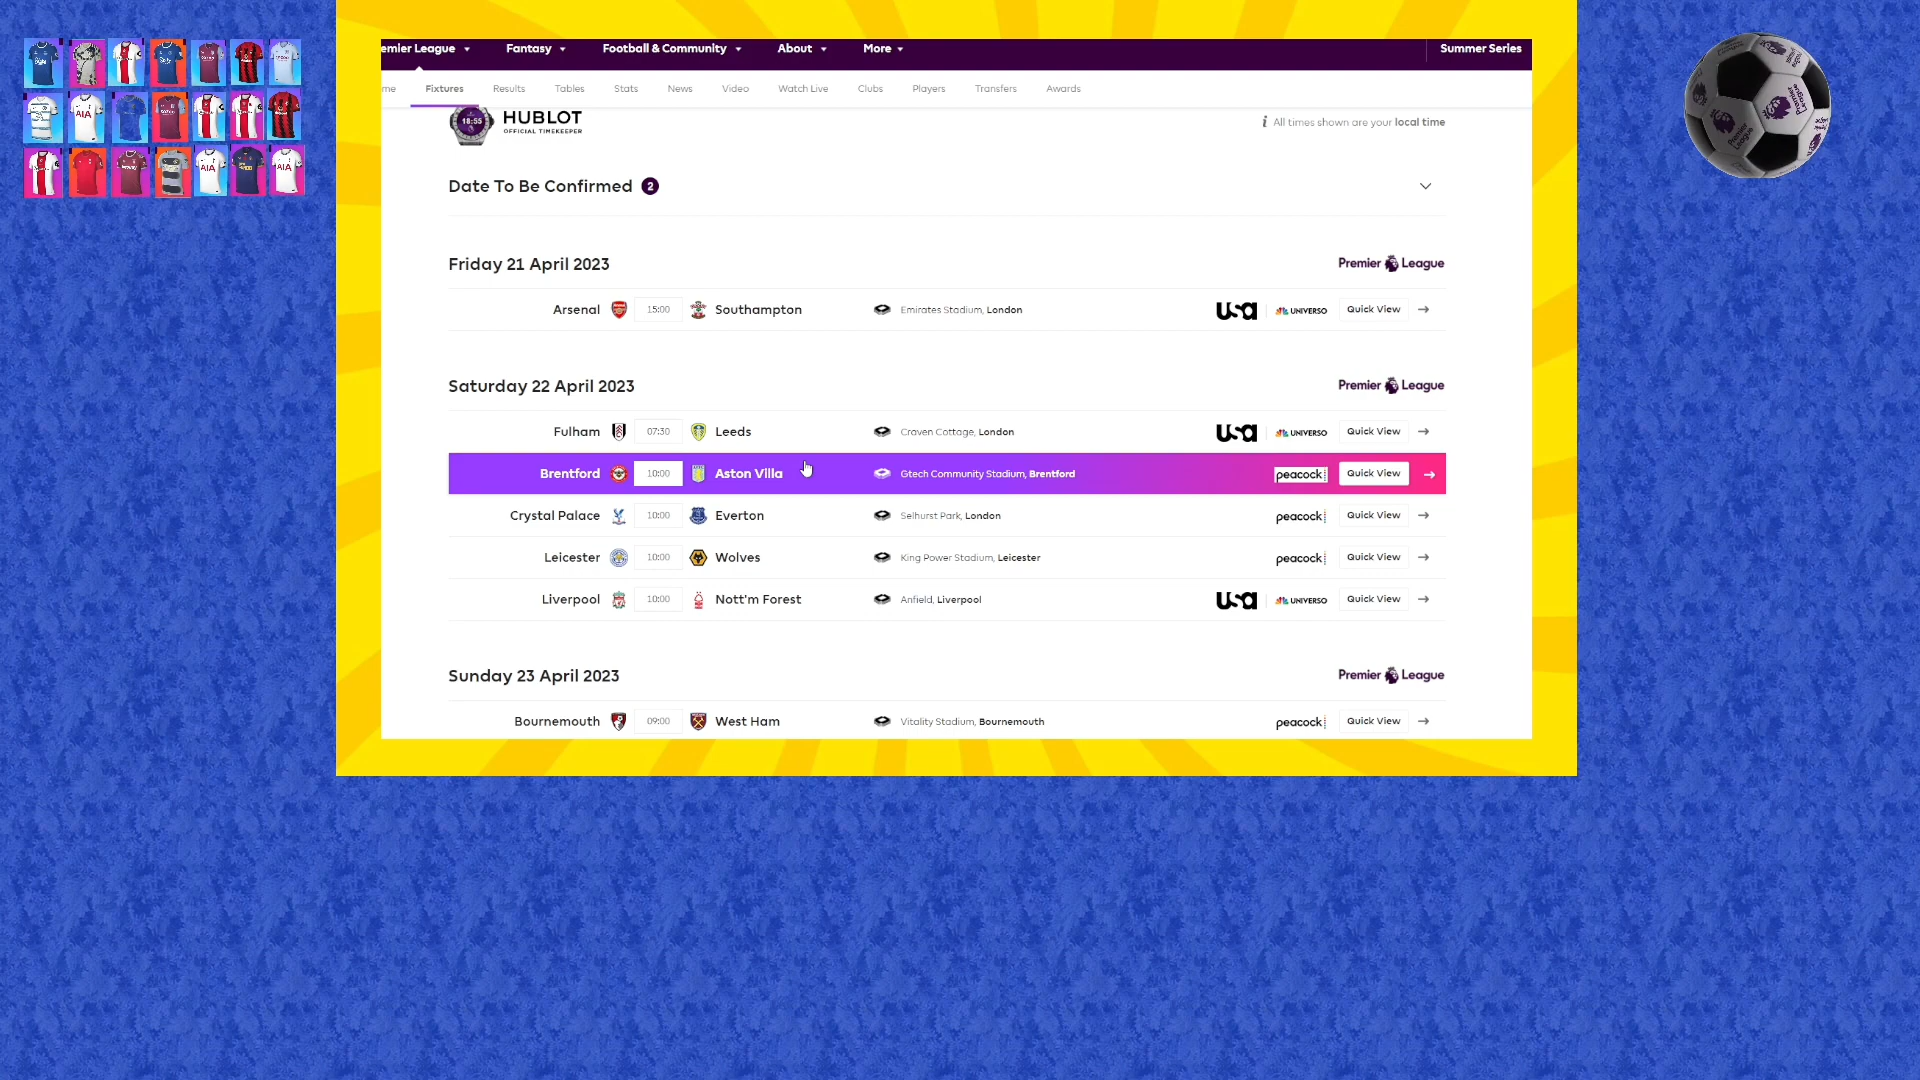 emier League Fantasy Football & Community About More Summer Series
me Fixtures Results Tables Stats News Video Watch Live Clubs Players Transfers Awards
18:55 HUBLOT
OFFICIAL TIMEKEEPER
i All times shown are your local time
Date To Be Confirmed 2
Friday 21 April 2023 Premier League
Arsenal 15:00 Southampton Emirates Stadium, London usa UNIVERSO Quick View
Saturday 22 April 2023 Premier League
Fulham 07:30 Leeds Craven Cottage, London usa UNIVERSO Quick View
Brentford 10:00 Aston Villa Gtech Community Stadium, Brentford peacock Quick View
Crystal Palace 10:00 Everton Selhurst Park, London peacock Quick View
Leicester 10:00 Wolves King Power Stadium, Leicester peacock Quick View
Liverpool 10:00 Nott'm Forest Anfield, Liverpool usa UNIVERSO Quick View
Sunday 23 April 2023 Premier League
Bournemouth 09:00 West Ham Vitality Stadium, Bournemouth peacock Quick View
AIA
AIA
AIA
Premier League